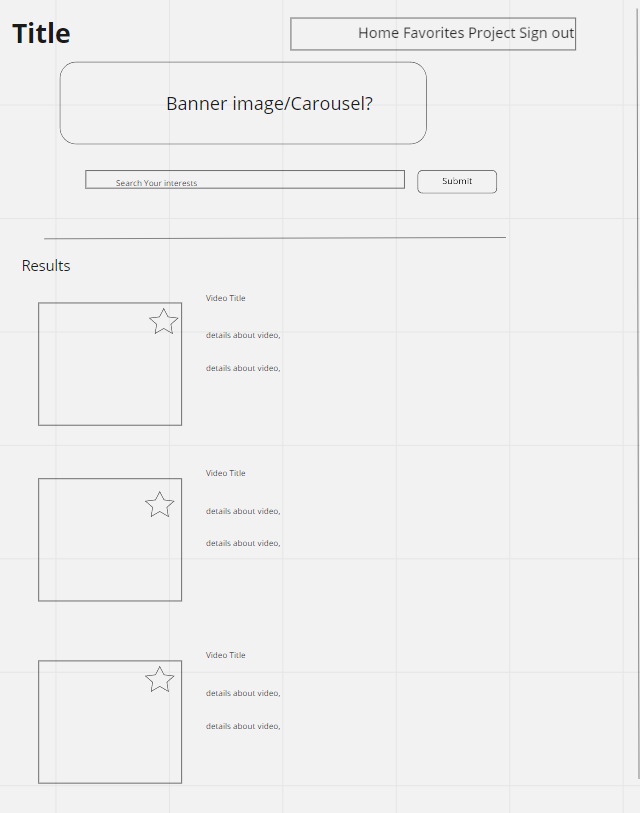 Title
Home Favorites Project Sign out
Banner image/Carousel?
Search Your interests
Submit
Results
Video Title
details about video,
details about video,
Video Title
details about video,
details about video,
Video Title
details about video,
details about video,